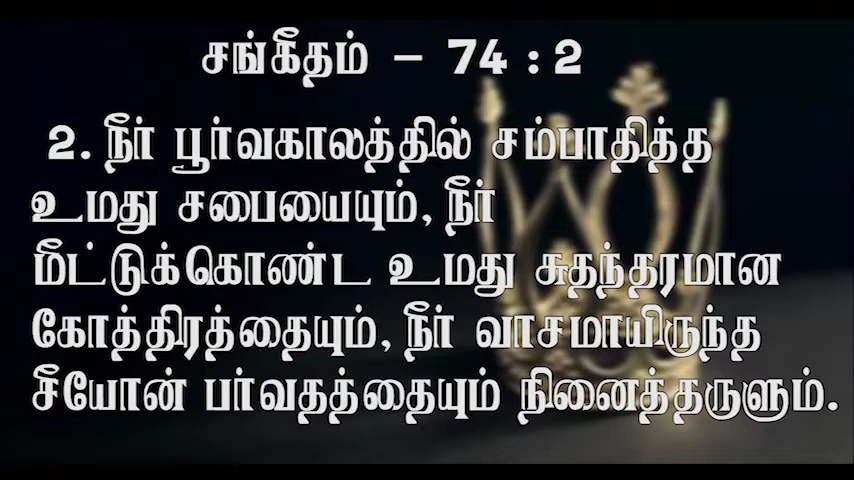 சங்கீதம் – 74 : 2
2. நீர் பூர்வகாலத்தில் சம்பாதித்த
உமது சபையையும், நீர்
மீட்டுக்கொண்ட உமது சுதந்தரமான
கோத்திரத்தையும், நீர் வாசமாயிருந்த
சீயோன் பர்வதத்தையும் நினைத்தருளும்.